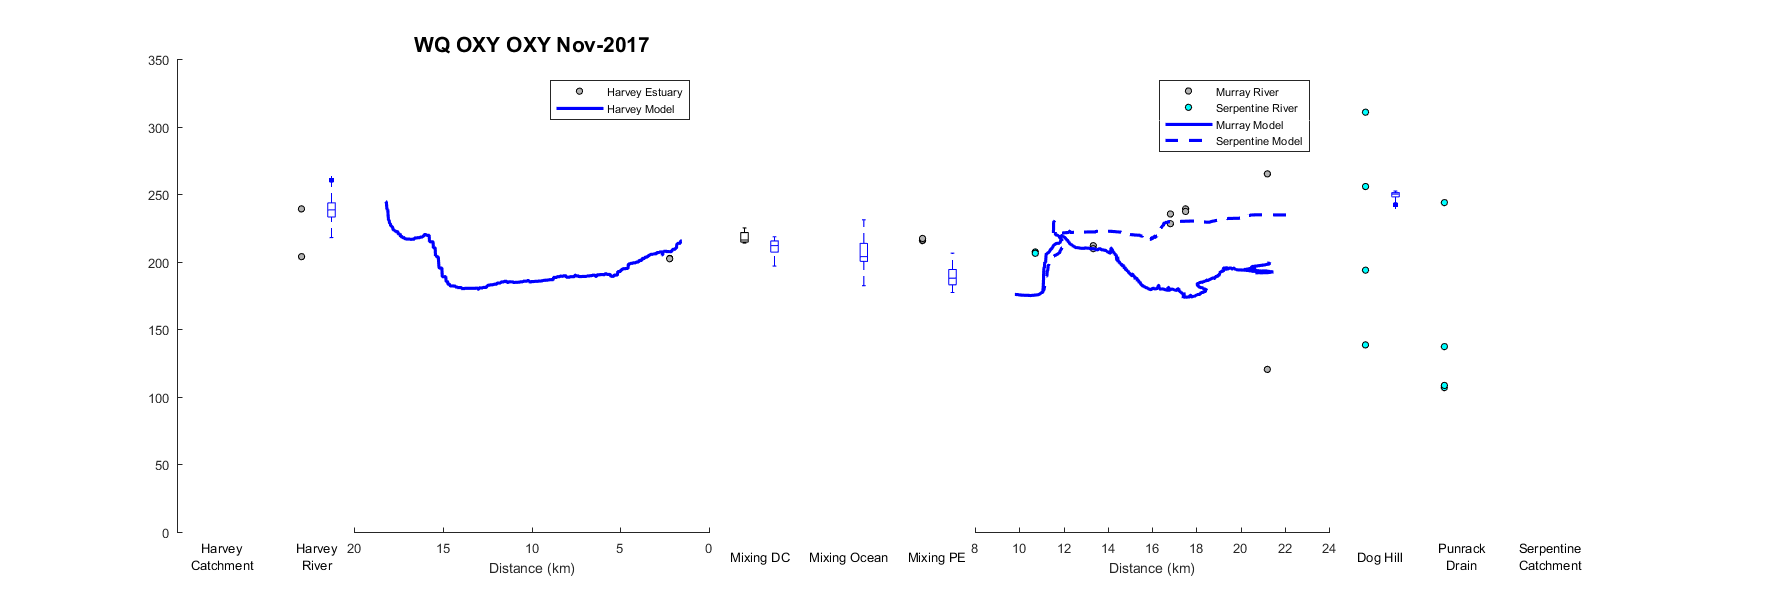 WQ OXY OXY Nov-2017
350
300
250
200
150
100
50
0
Harvey Estuary
Harvey Model
Murray River
Serpentine River
Murray Model
Serpentine Model
20 15 10 5 0
8 10 12 14 16 18 20 22 24
Distance (km)
Distance (km)
Harvey
Catchment
Harvey
River
Mixing DC
Mixing Ocean
Mixing PE
Dog Hill
Punrack
Drain
Serpentine
Catchment